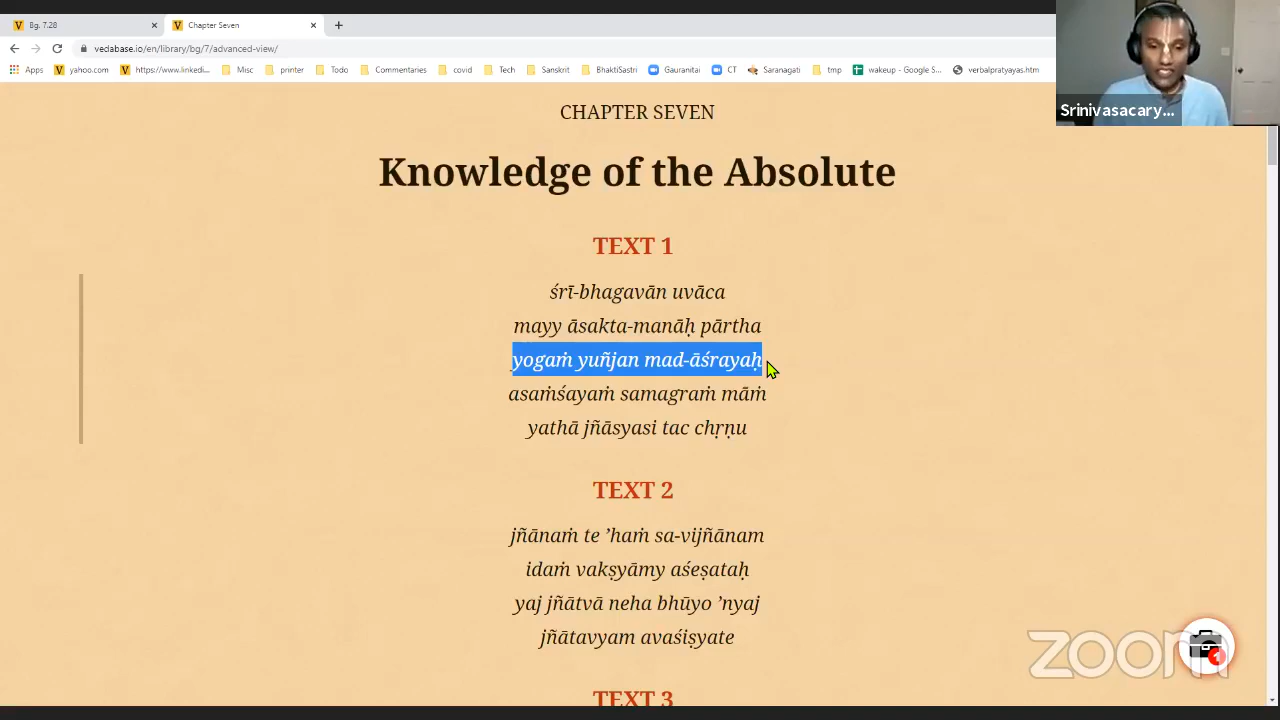 Bg. 7.28
Chapter Seven
vedabase.io/en/library/bg/7/advanced-view/
Apps yahoo.com https://www.linkedi... Misc printer Todo Commentaries covid Tech Sanskrit BhaktiSastri Gauranitai CT Saranagati tmp wakeup - Google S... verbalpratyayas.htm
Srinivasacary...
CHAPTER SEVEN
Knowledge of the Absolute
TEXT 1
śrī-bhagavān uvāca
mayy āsakta-manāḥ pārtha
yogaṁ yuñjan mad-āśrayaḥ
asaṁśayaṁ samagraṁ māṁ
yathā jñāsyasi tac chṛṇu
TEXT 2
jñānaṁ te ’haṁ sa-vijñānam
idaṁ vakṣyāmy aśeṣataḥ
yaj jñātvā neha bhūyo ’nyaj
jñātavyam avaśiṣyate
TEXT 3
zoom
1